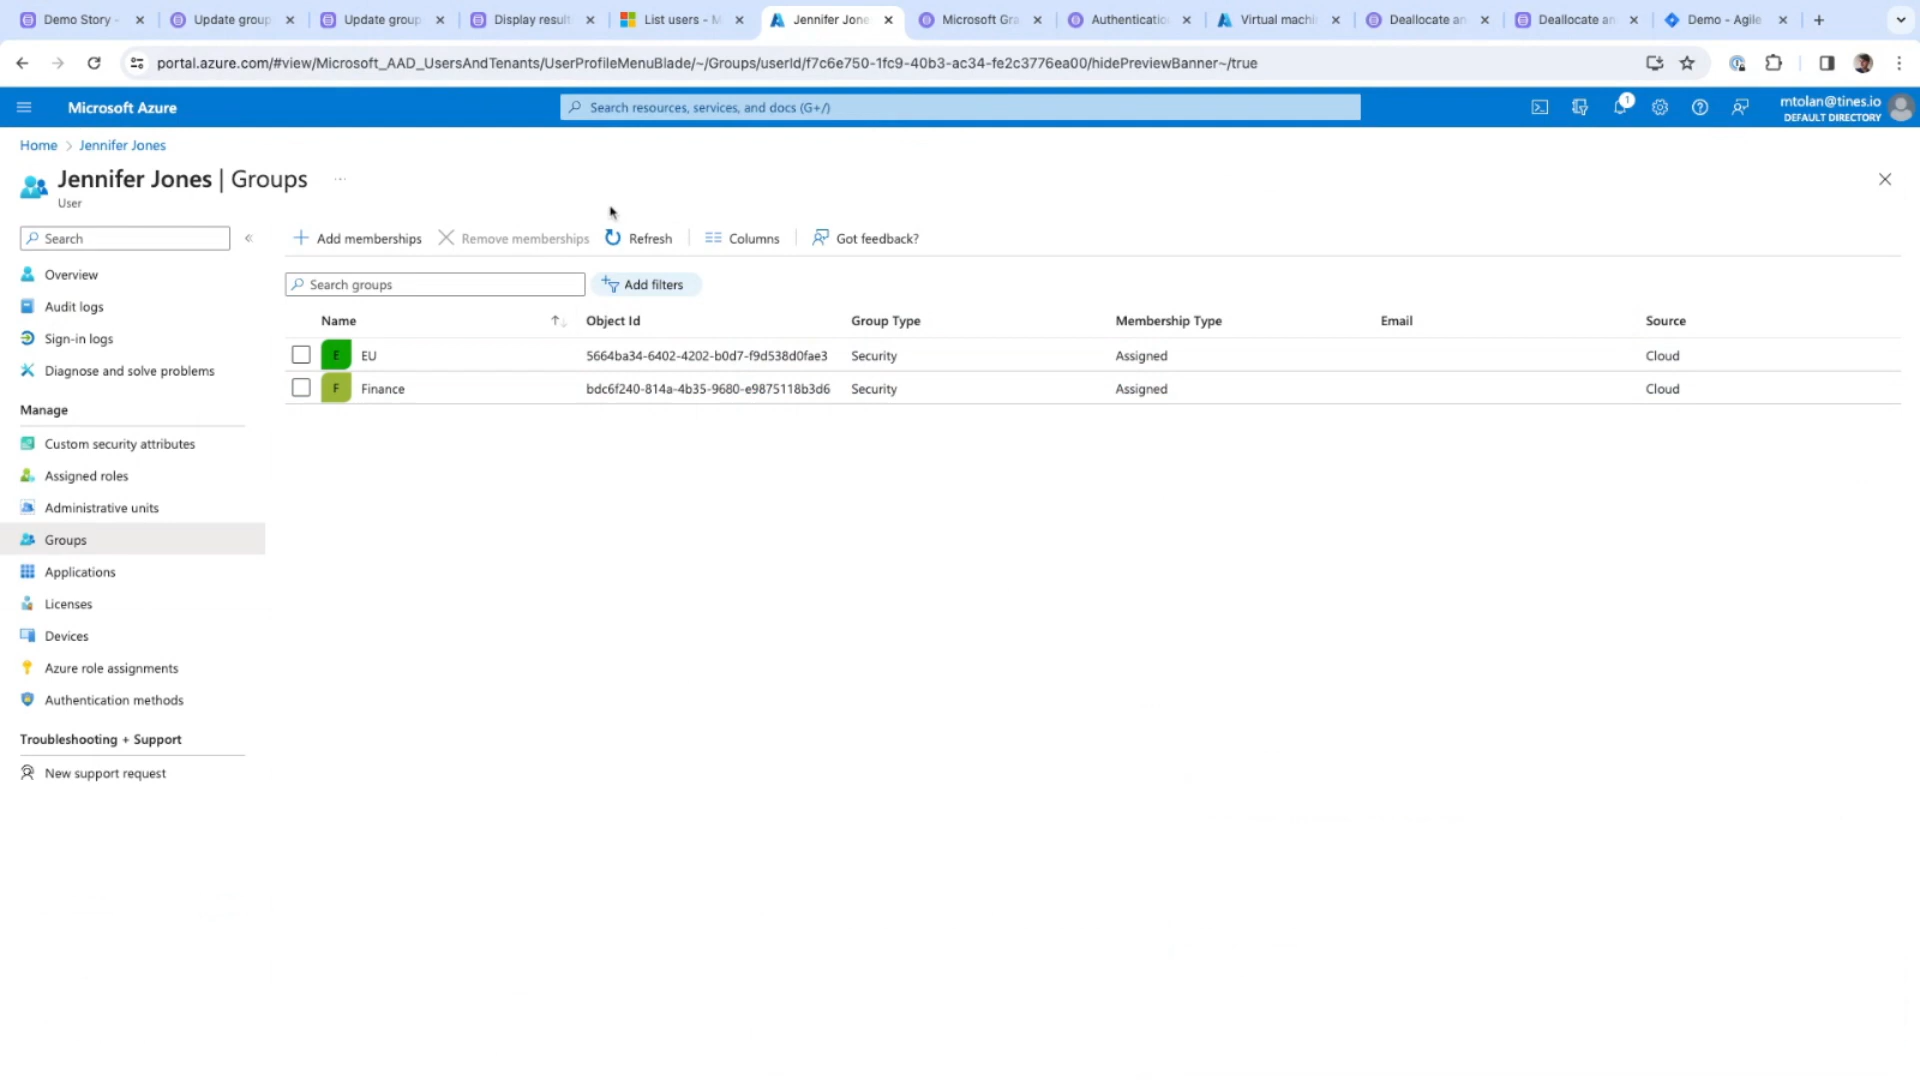 Demo Story -
Update group
Update group
Display result
List users - M
Jennifer Jone
Microsoft Gra
Authenticatio
Virtual machi
Deallocate an
Deallocate an
Demo - Agile
portal.azure.com/#view/Microsoft_AAD_UsersAndTenants/UserProfileMenuBlade/~/Groups/userId/f7c6e750-1fc9-40b3-ac34-fe2c3776ea00/hidePreviewBanner~/true
Microsoft Azure
Search resources, services, and docs (G+/)
1
mtolan@tines.io
DEFAULT DIRECTORY
Home > Jennifer Jones
Jennifer Jones | Groups ...
User
Search
«
Add memberships
Remove memberships
Refresh
Columns
Got feedback?
Overview
Audit logs
Sign-in logs
Diagnose and solve problems
Manage
Custom security attributes
Assigned roles
Administrative units
Groups
Applications
Licenses
Devices
Azure role assignments
Authentication methods
Troubleshooting + Support
New support request
Search groups
Add filters
Name Object Id Group Type Membership Type Email Source
E EU 5664ba34-6402-4202-b0d7-f9d538d0fae3 Security Assigned Cloud
F Finance bdc6f240-814a-4b35-9680-e9875118b3d6 Security Assigned Cloud